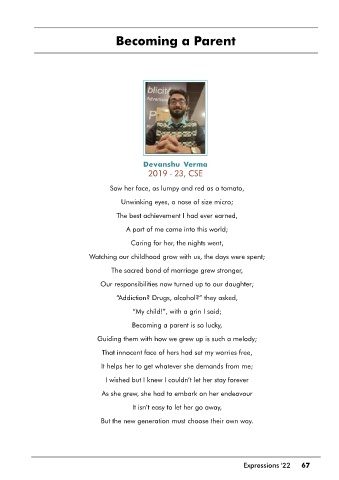 Becoming a Parent
blicit
Devanshu Verma
2019 - 23, CSE
Saw her face, as lumpy and red as a tomato,
Unwinking eyes, a nose of size micro;
The best achievement I had ever earned,
A part of me came into this world;
Caring for her, the nights went,
Watching our childhood grow with us, the days were spent;
The sacred bond of marriage grew stronger,
Our responsibilities now turned up to our daughter;
"Addiction? Drugs, alcohol?" they asked,
"My child!", with a grin I said;
Becoming a parent is so lucky,
Guiding them with how we grew up is such a melody;
That innocent face of hers had set my worries free,
It helps her to get whatever she demands from me;
I wished but I knew I couldn't let her stay forever
As she grew, she had to embark on her endeavour
It isn't easy to let her go away,
But the new generation must choose their own way.
Expressions '22 67